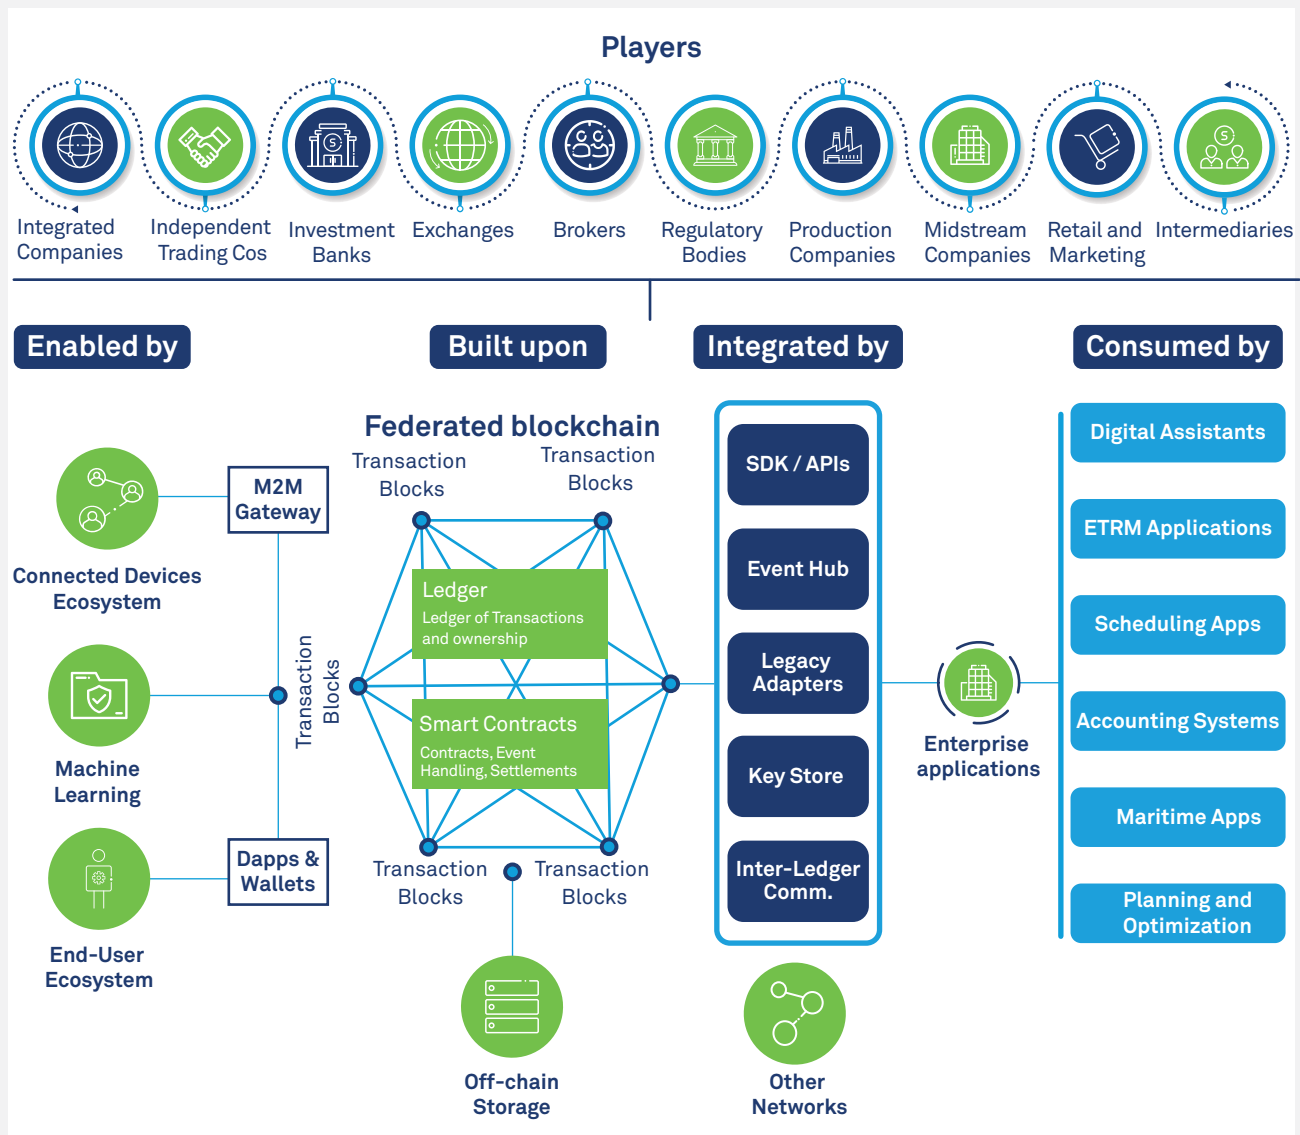 Players
Integrated
Companies
Independent
Trading Cos
Investment
Banks
Exchanges
Brokers
Regulatory
Bodies
Production
Companies
Midstream
Companies
Retail and
Marketing
Intermediaries
Enabled by
Built upon
Integrated by
Consumed by
Connected Devices
Ecosystem
M2M
Gateway
Machine
Learning
End-User
Ecosystem
Dapps &
Wallets
Federated blockchain
Transaction
Blocks
Transaction
Blocks
Transaction
Blocks
Ledger
Ledger of Transactions
and ownership
Smart Contracts
Contracts, Event
Handling, Settlements
Transaction
Blocks
Transaction
Blocks
Off-chain
Storage
SDK / APIs
Event Hub
Legacy
Adapters
Key Store
Inter-Ledger
Comm.
Other
Networks
Enterprise
applications
Digital Assistants
ETRM Applications
Scheduling Apps
Accounting Systems
Maritime Apps
Planning and
Optimization